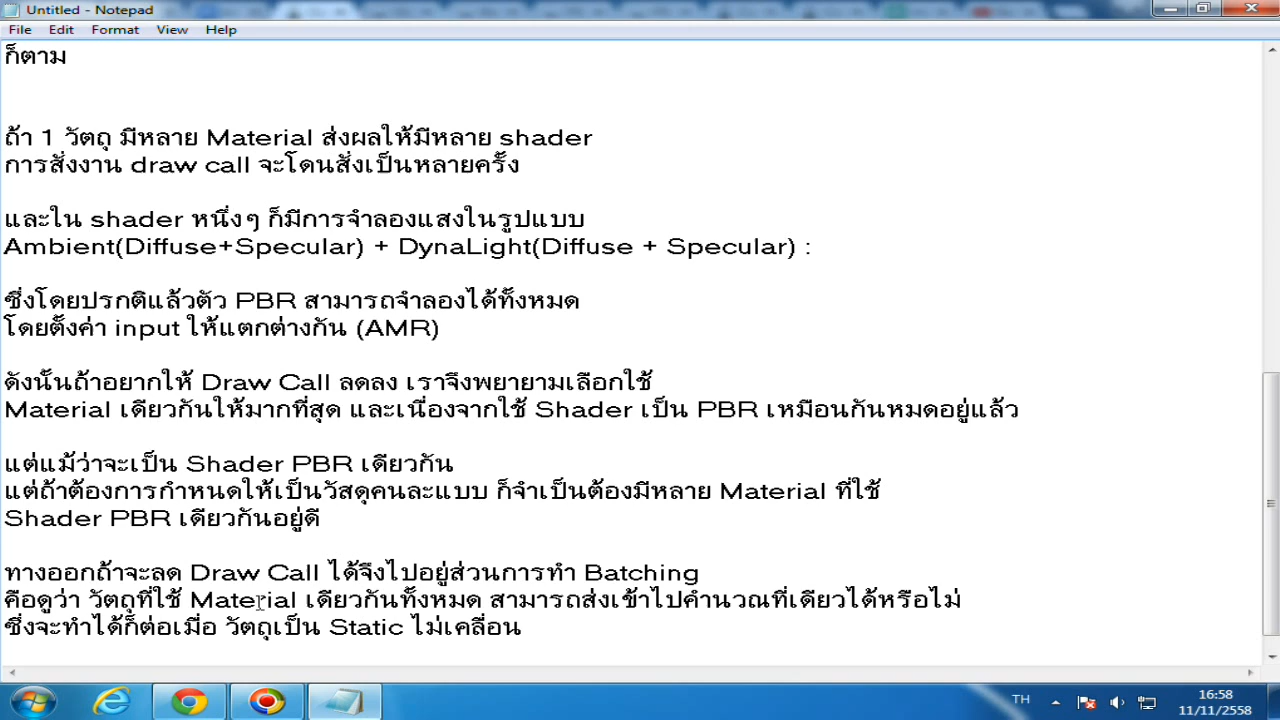 Untitled - Notepad
File Edit Format View Help
ก็ตาม
ถ้า 1 วัตถุ มีหลาย Material ส่งผลให้มีหลาย shader
การสั่งงาน draw call จะโดนสั่งเป็นหลายครั้ง
และใน shader หนึ่งๆ ก็มีการจำลองแสงในรูปแบบ
Ambient(Diffuse+Specular) + DynaLight(Diffuse + Specular) :
ซึ่งโดยปรกติแล้วตัว PBR สามารถจำลองได้ทั้งหมด
โดยตั้งค่า input ให้แตกต่างกัน (AMR)
ดังนั้นถ้าอยากให้ Draw Call ลดลง เราจึงพยายามเลือกใช้
Material เดียวกันให้มากที่สุด และเนื่องจากใช้ Shader เป็น PBR เหมือนกันหมดอยู่แล้ว
แต่แม้ว่าจะเป็น Shader PBR เดียวกัน
แต่ถ้าต้องการกำหนดให้เป็นวัสดุคนละแบบ ก็จำเป็นต้องมีหลาย Material ที่ใช้
Shader PBR เดียวกันอยู่ดี
ทางออกถ้าจะลด Draw Call ได้จึงไปอยู่ส่วนการทำ Batching
คือดูว่า วัตถุที่ใช้ Material เดียวกันทั้งหมด สามารถส่งเข้าไปคำนวณที่เดียวได้หรือไม่
ซึ่งจะทำได้ก็ต่อเมื่อ วัตถุเป็น Static ไม่เคลื่อน
TH
16:58
11/11/2558